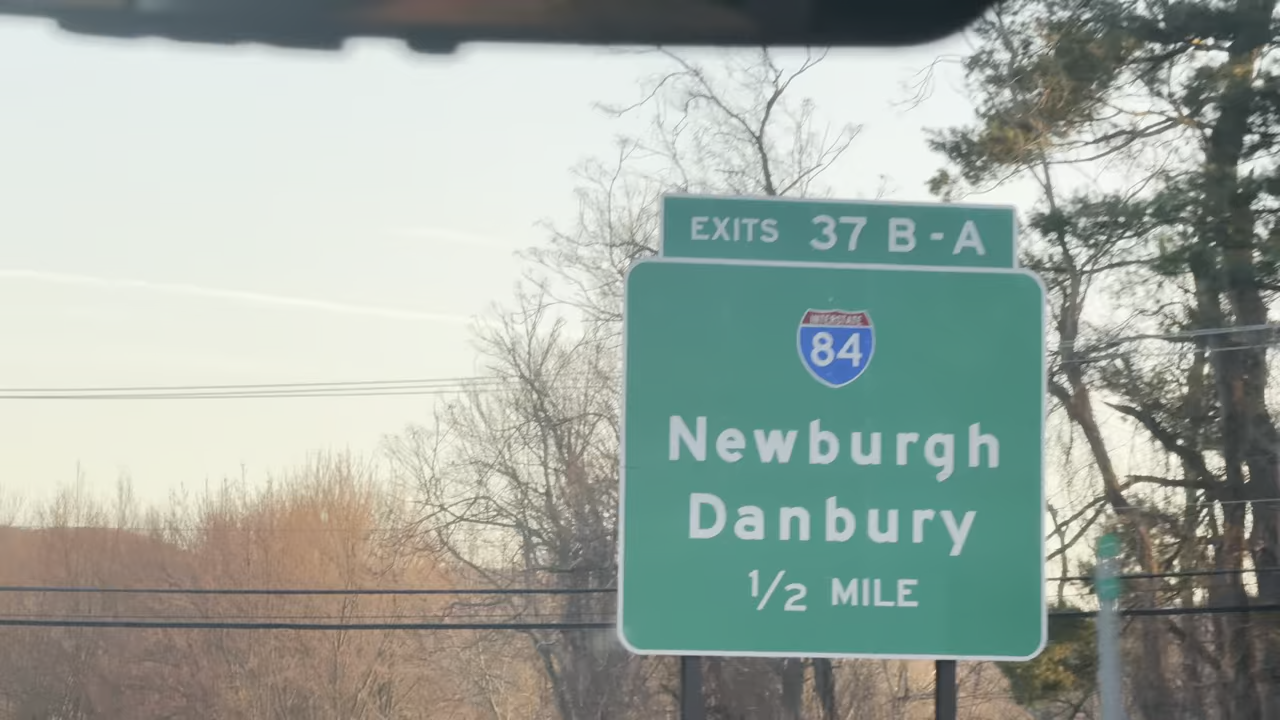 EXITS 37 B - A
INTERSTATE
84
Newburgh
Danbury
1/2 MILE